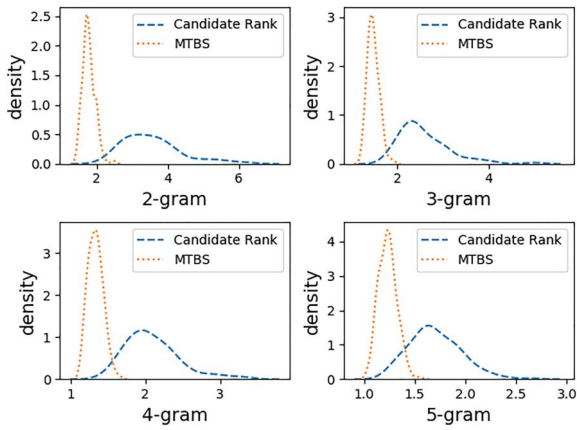 2.5
2.0
1.5
1.0
0.5
0.0
density
Candidate Rank
MTBS
2
4
6
2-gram
3
2
1
0
density
Candidate Rank
MTBS
2
4
3-gram
3
2
1
0
density
Candidate Rank
MTBS
1
2
3
4-gram
4
3
2
1
0
density
Candidate Rank
MTBS
1.0
1.5
2.0
2.5
3.0
5-gram